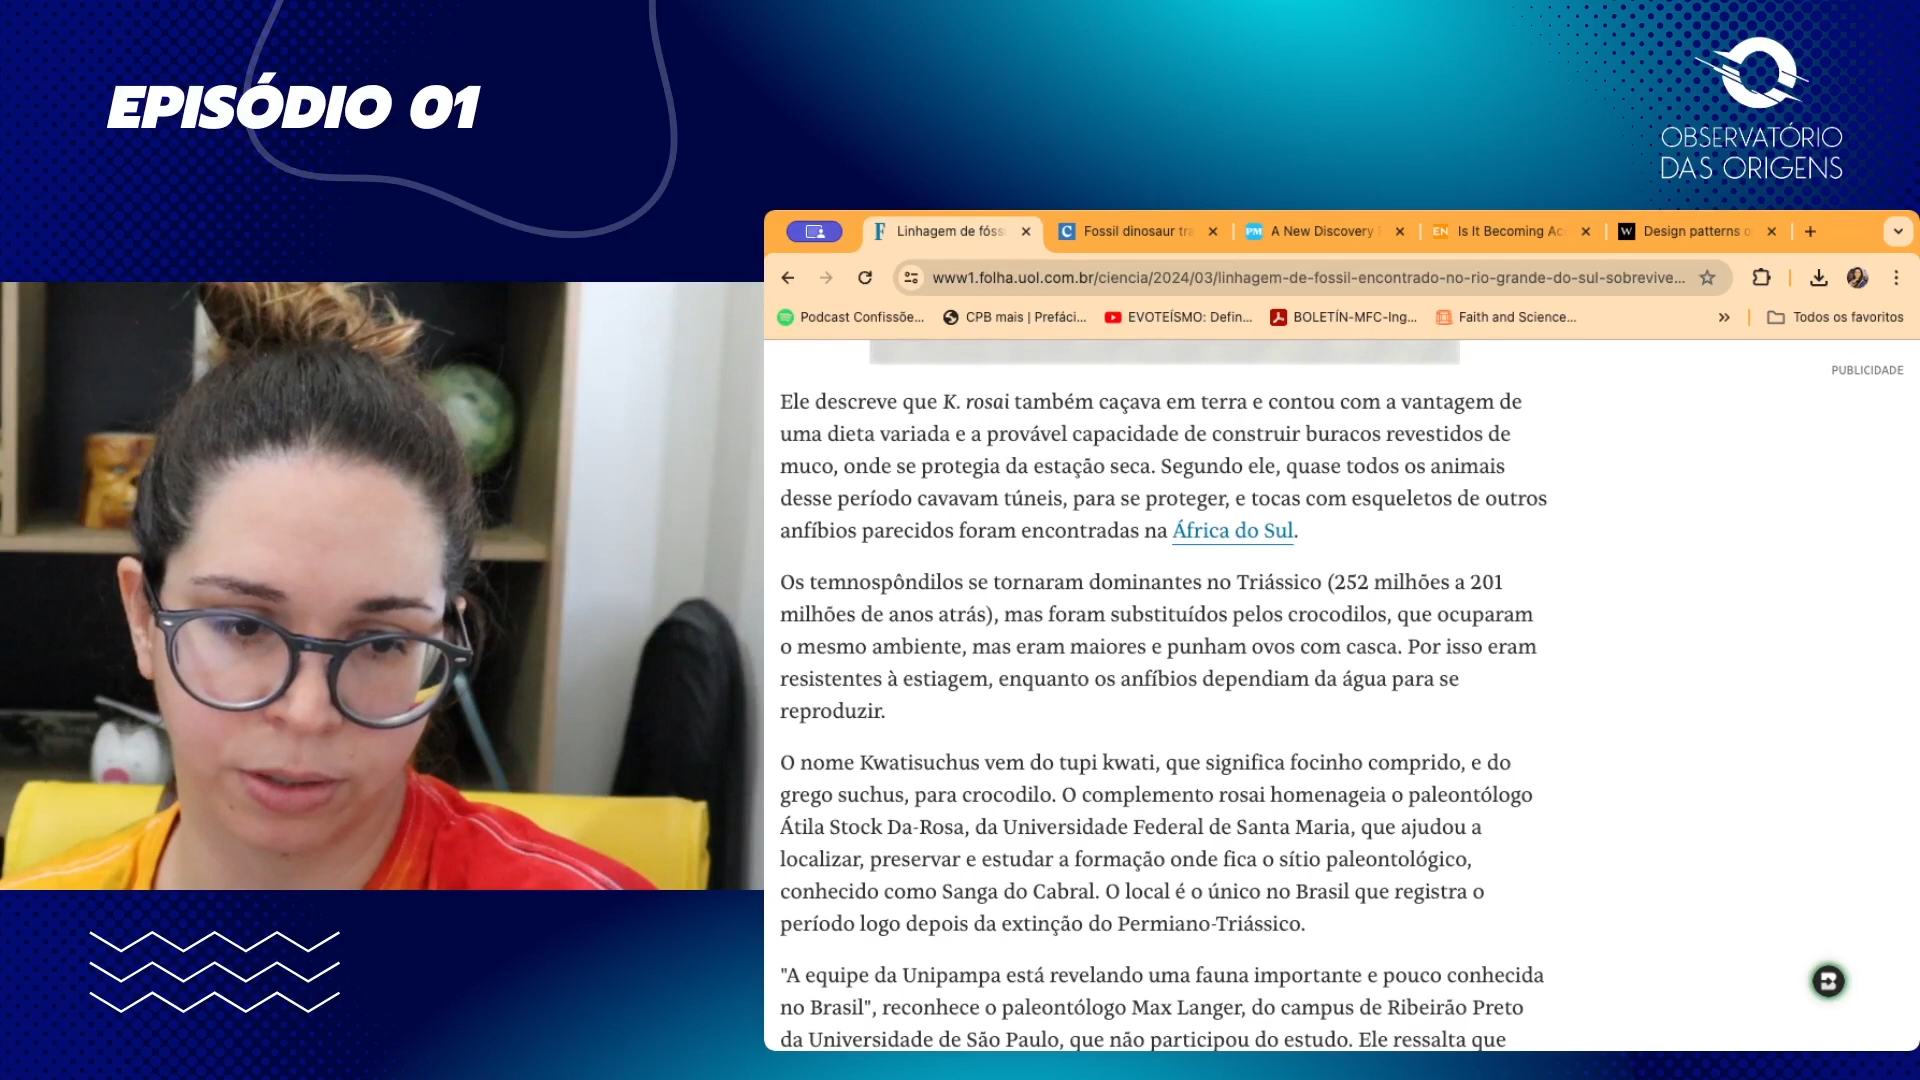 EPISÓDIO 01
OBSERVATÓRIO
DAS ORIGENS
Linhagem de fóss
Fossil dinosaur tra
A New Discovery
Is It Becoming Ac
Design patterns o
www1.folha.uol.com.br/ciencia/2024/03/linhagem-de-fossil-encontrado-no-rio-grande-do-sul-sobrevive...
Podcast Confissõe...
CPB mais | Prefáci...
EVOTEÍSMO: Defin...
BOLETÍN-MFC-Ing...
Faith and Science...
Todos os favoritos
PUBLICIDADE
Ele descreve que K. rosai também caçava em terra e contou com a vantagem de
uma dieta variada e a provável capacidade de construir buracos revestidos de
muco, onde se protegia da estação seca. Segundo ele, quase todos os animais
desse período cavavam túneis, para se proteger, e tocas com esqueletos de outros
anfíbios parecidos foram encontradas na África do Sul.
Os temnospôndilos se tornaram dominantes no Triássico (252 milhões a 201
milhões de anos atrás), mas foram substituídos pelos crocodilos, que ocuparam
o mesmo ambiente, mas eram maiores e punham ovos com casca. Por isso eram
resistentes à estiagem, enquanto os anfíbios dependiam da água para se
reproduzir.
O nome Kwatisuchus vem do tupi kwati, que significa focinho comprido, e do
grego suchus, para crocodilo. O complemento rosai homenageia o paleontólogo
Átila Stock Da-Rosa, da Universidade Federal de Santa Maria, que ajudou a
localizar, preservar e estudar a formação onde fica o sítio paleontológico,
conhecido como Sanga do Cabral. O local é o único no Brasil que registra o
período logo depois da extinção do Permiano-Triássico.
"A equipe da Unipampa está revelando uma fauna importante e pouco conhecida
no Brasil", reconhece o paleontólogo Max Langer, do campus de Ribeirão Preto
da Universidade de São Paulo, que não participou do estudo. Ele ressalta que